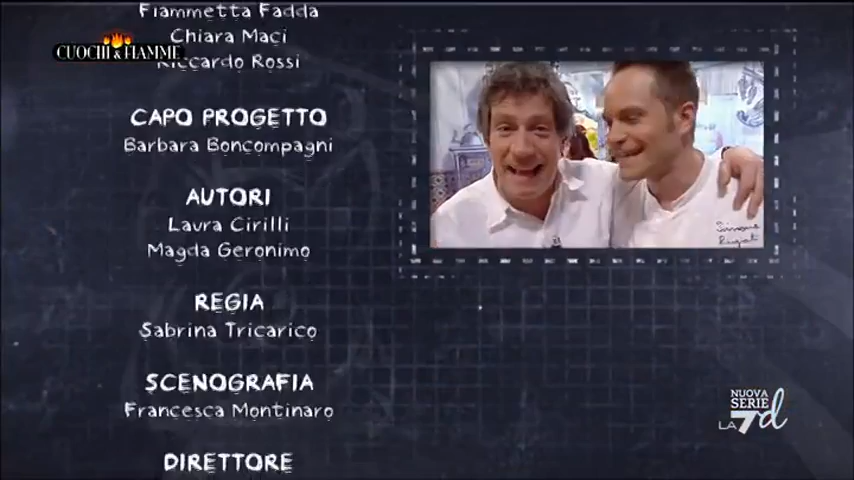 Fiammetta Fadda
Chiara Maci
Riccardo Rossi
CUOCHI & FIAMME
CAPO PROGETTO
Barbara Boncompagni
AUTORI
Laura Cirilli
Magda Geronimo
REGIA
Sabrina Tricarico
SCENOGRAFIA
Francesca Montinaro
DIRETTORE
Simone
Rugiati
NUOVA
SERIE
LA7d